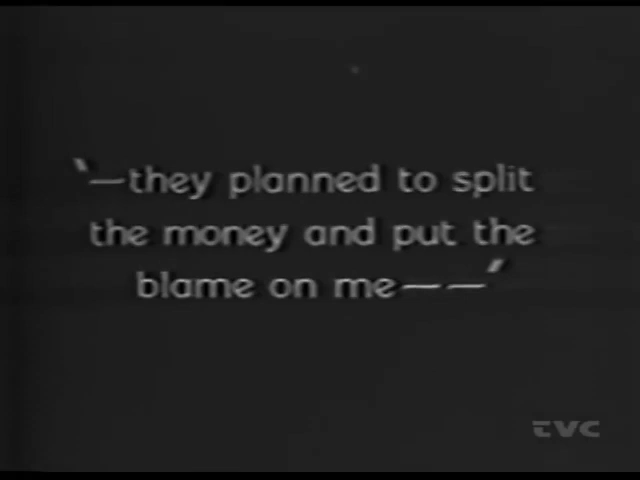 "—they planned to split
the money and put the
blame on me——"
TVC